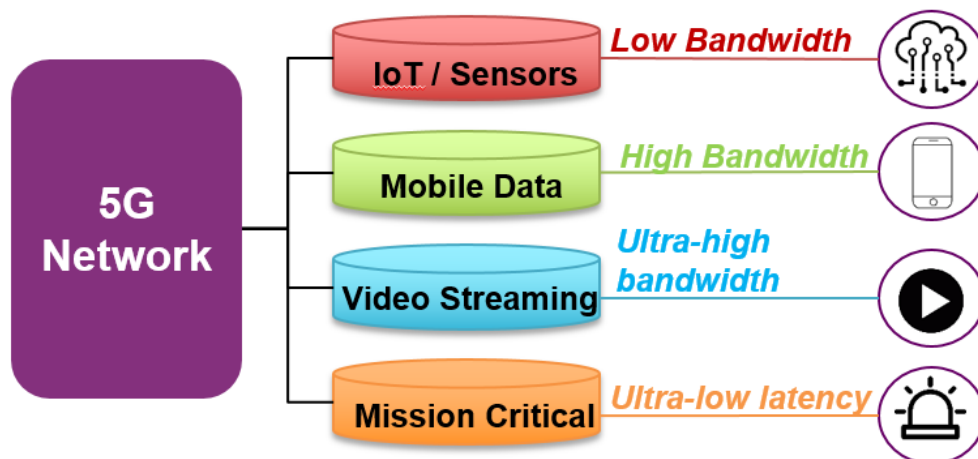 5G
Network
IoT / Sensors
Low Bandwidth
Mobile Data
High Bandwidth
Video Streaming
Ultra-high
bandwidth
Mission Critical
Ultra-low latency